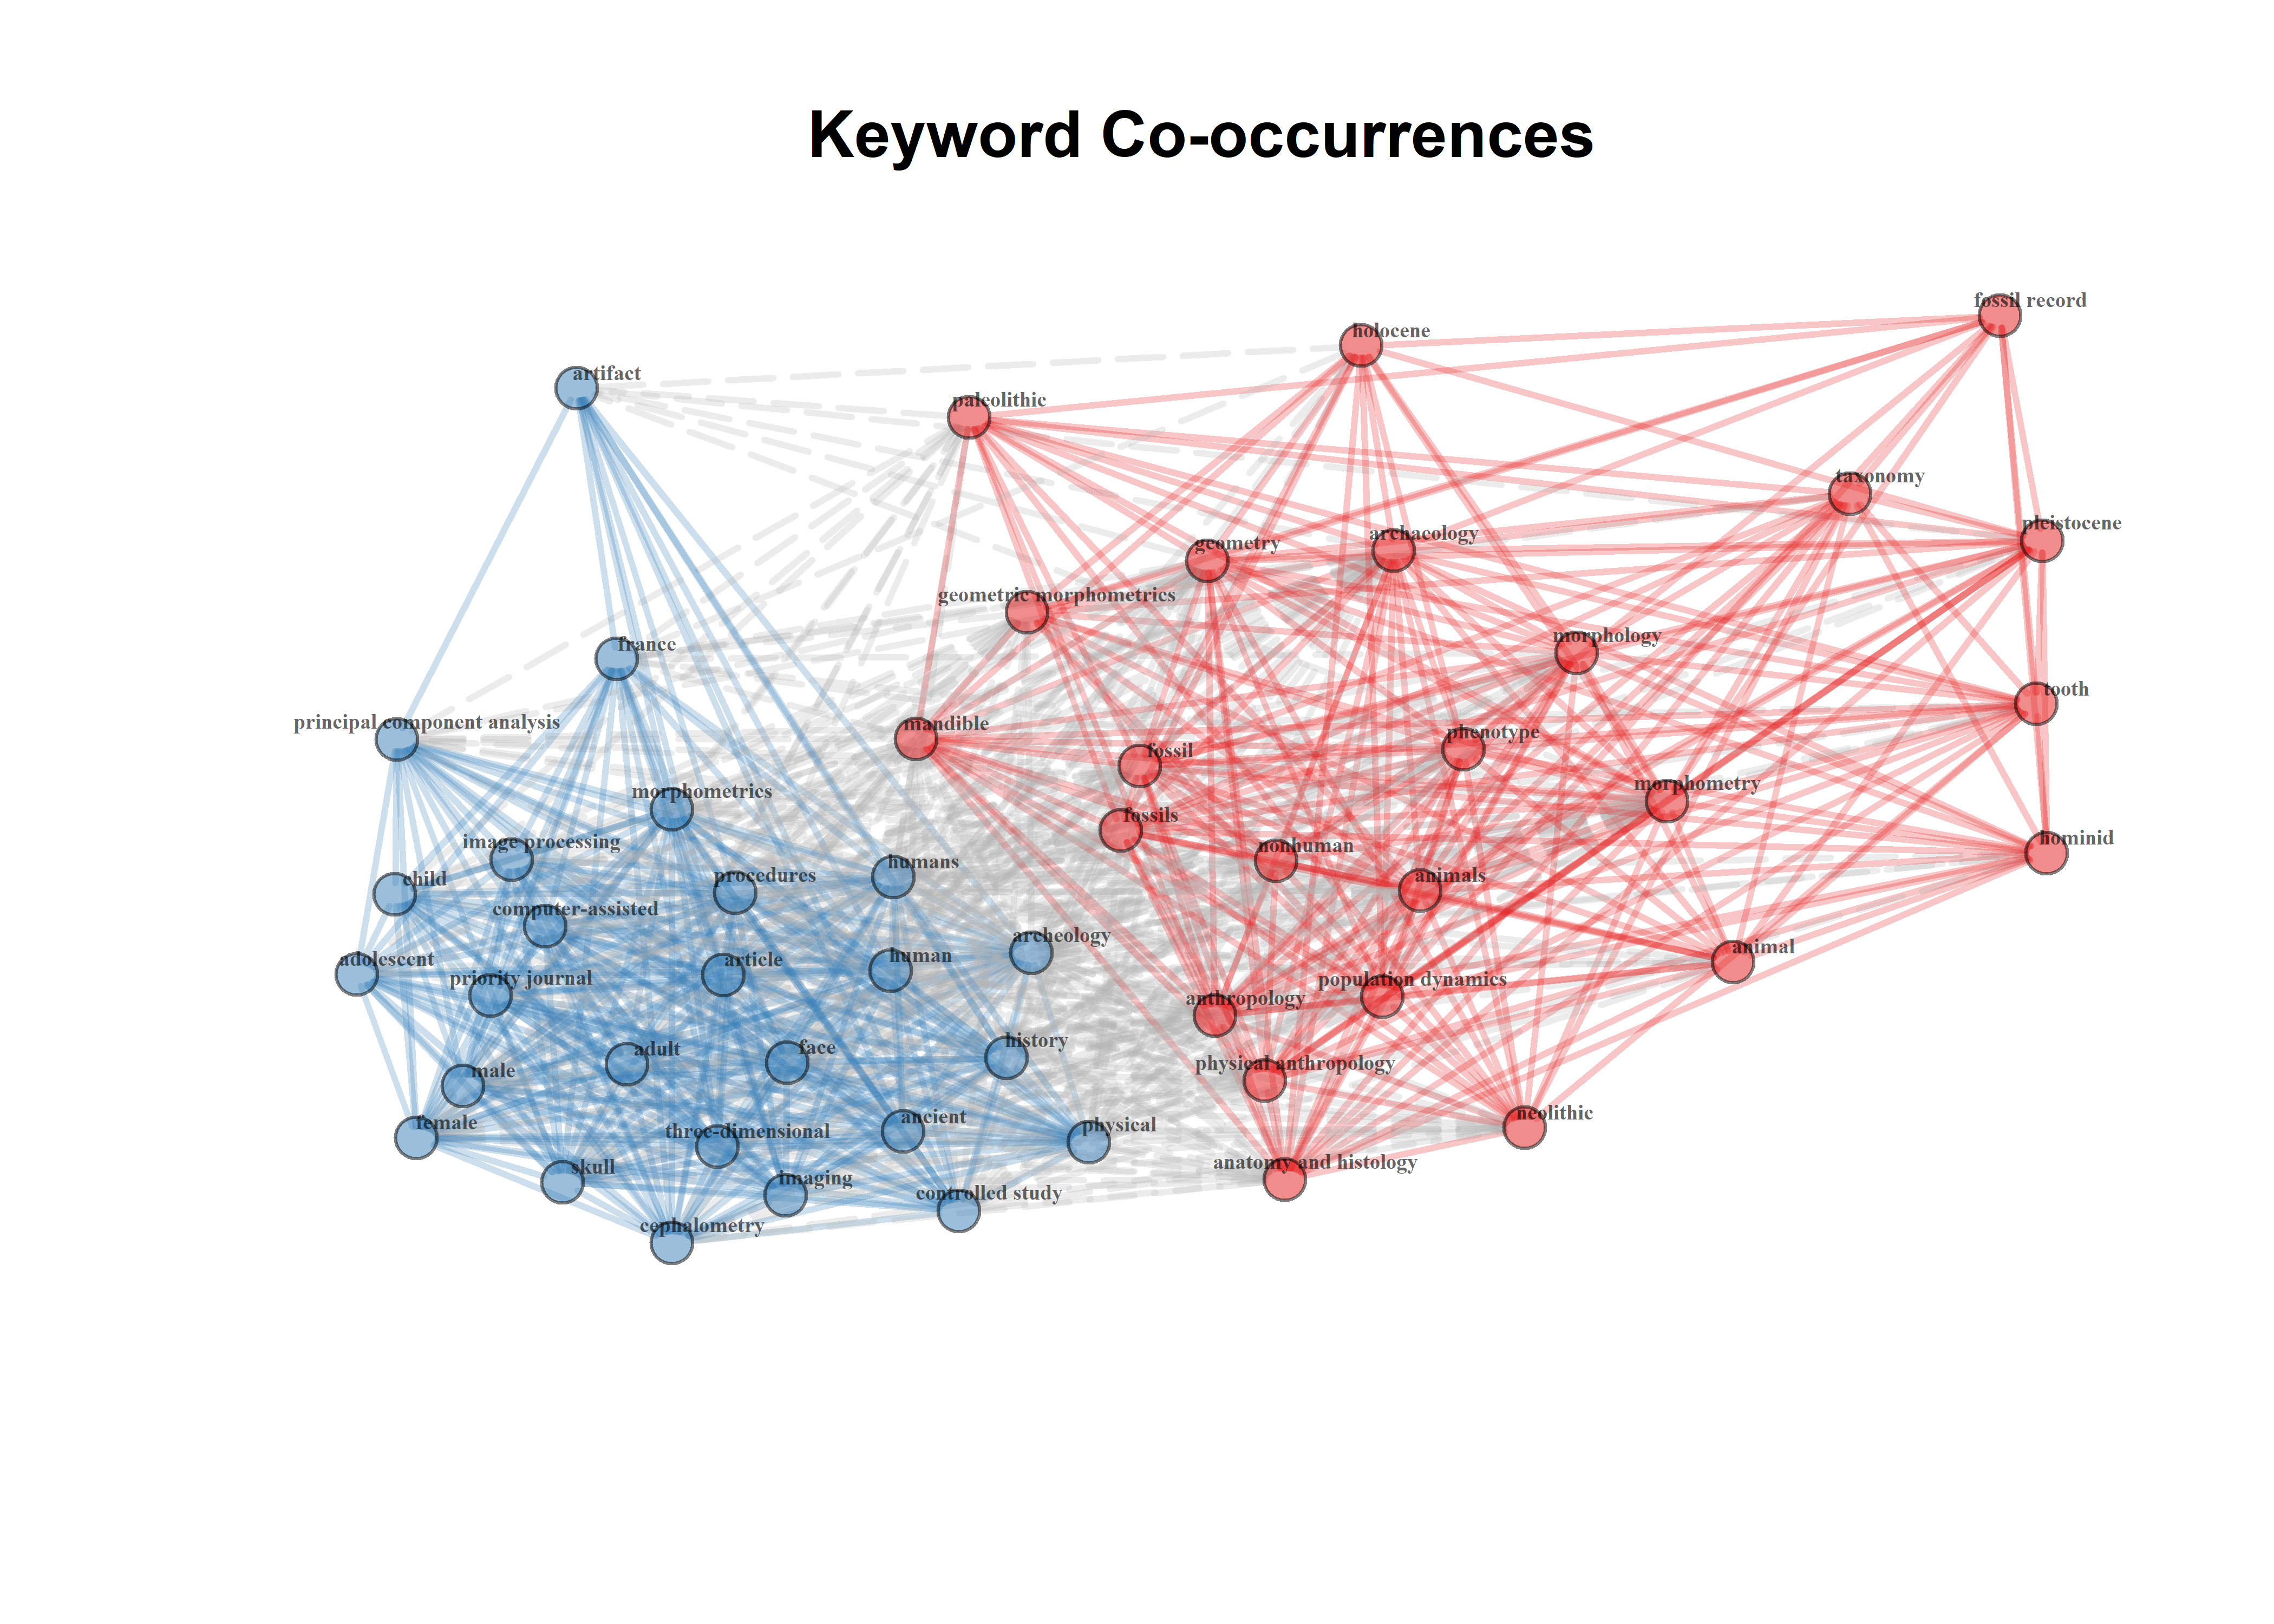 Keyword Co-occurrences
fossil record
holocene
artifact
paleolithic
taxonomy
pleistocene
archaeology
geometry
geometric morphometrics
morphology
france
tooth
principal component analysis
mandible
phenotype
fossil
morphometry
morphometrics
fossils
hominid
image processing
nonhuman
humans
procedures
animals
child
computer-assisted
archeology
animal
human
article
adolescent
priority journal
population dynamics
anthropology
history
face
adult
physical anthropology
male
neolithic
ancient
female
physical
three-dimensional
anatomy and histology
skull
imaging
controlled study
cephalometry